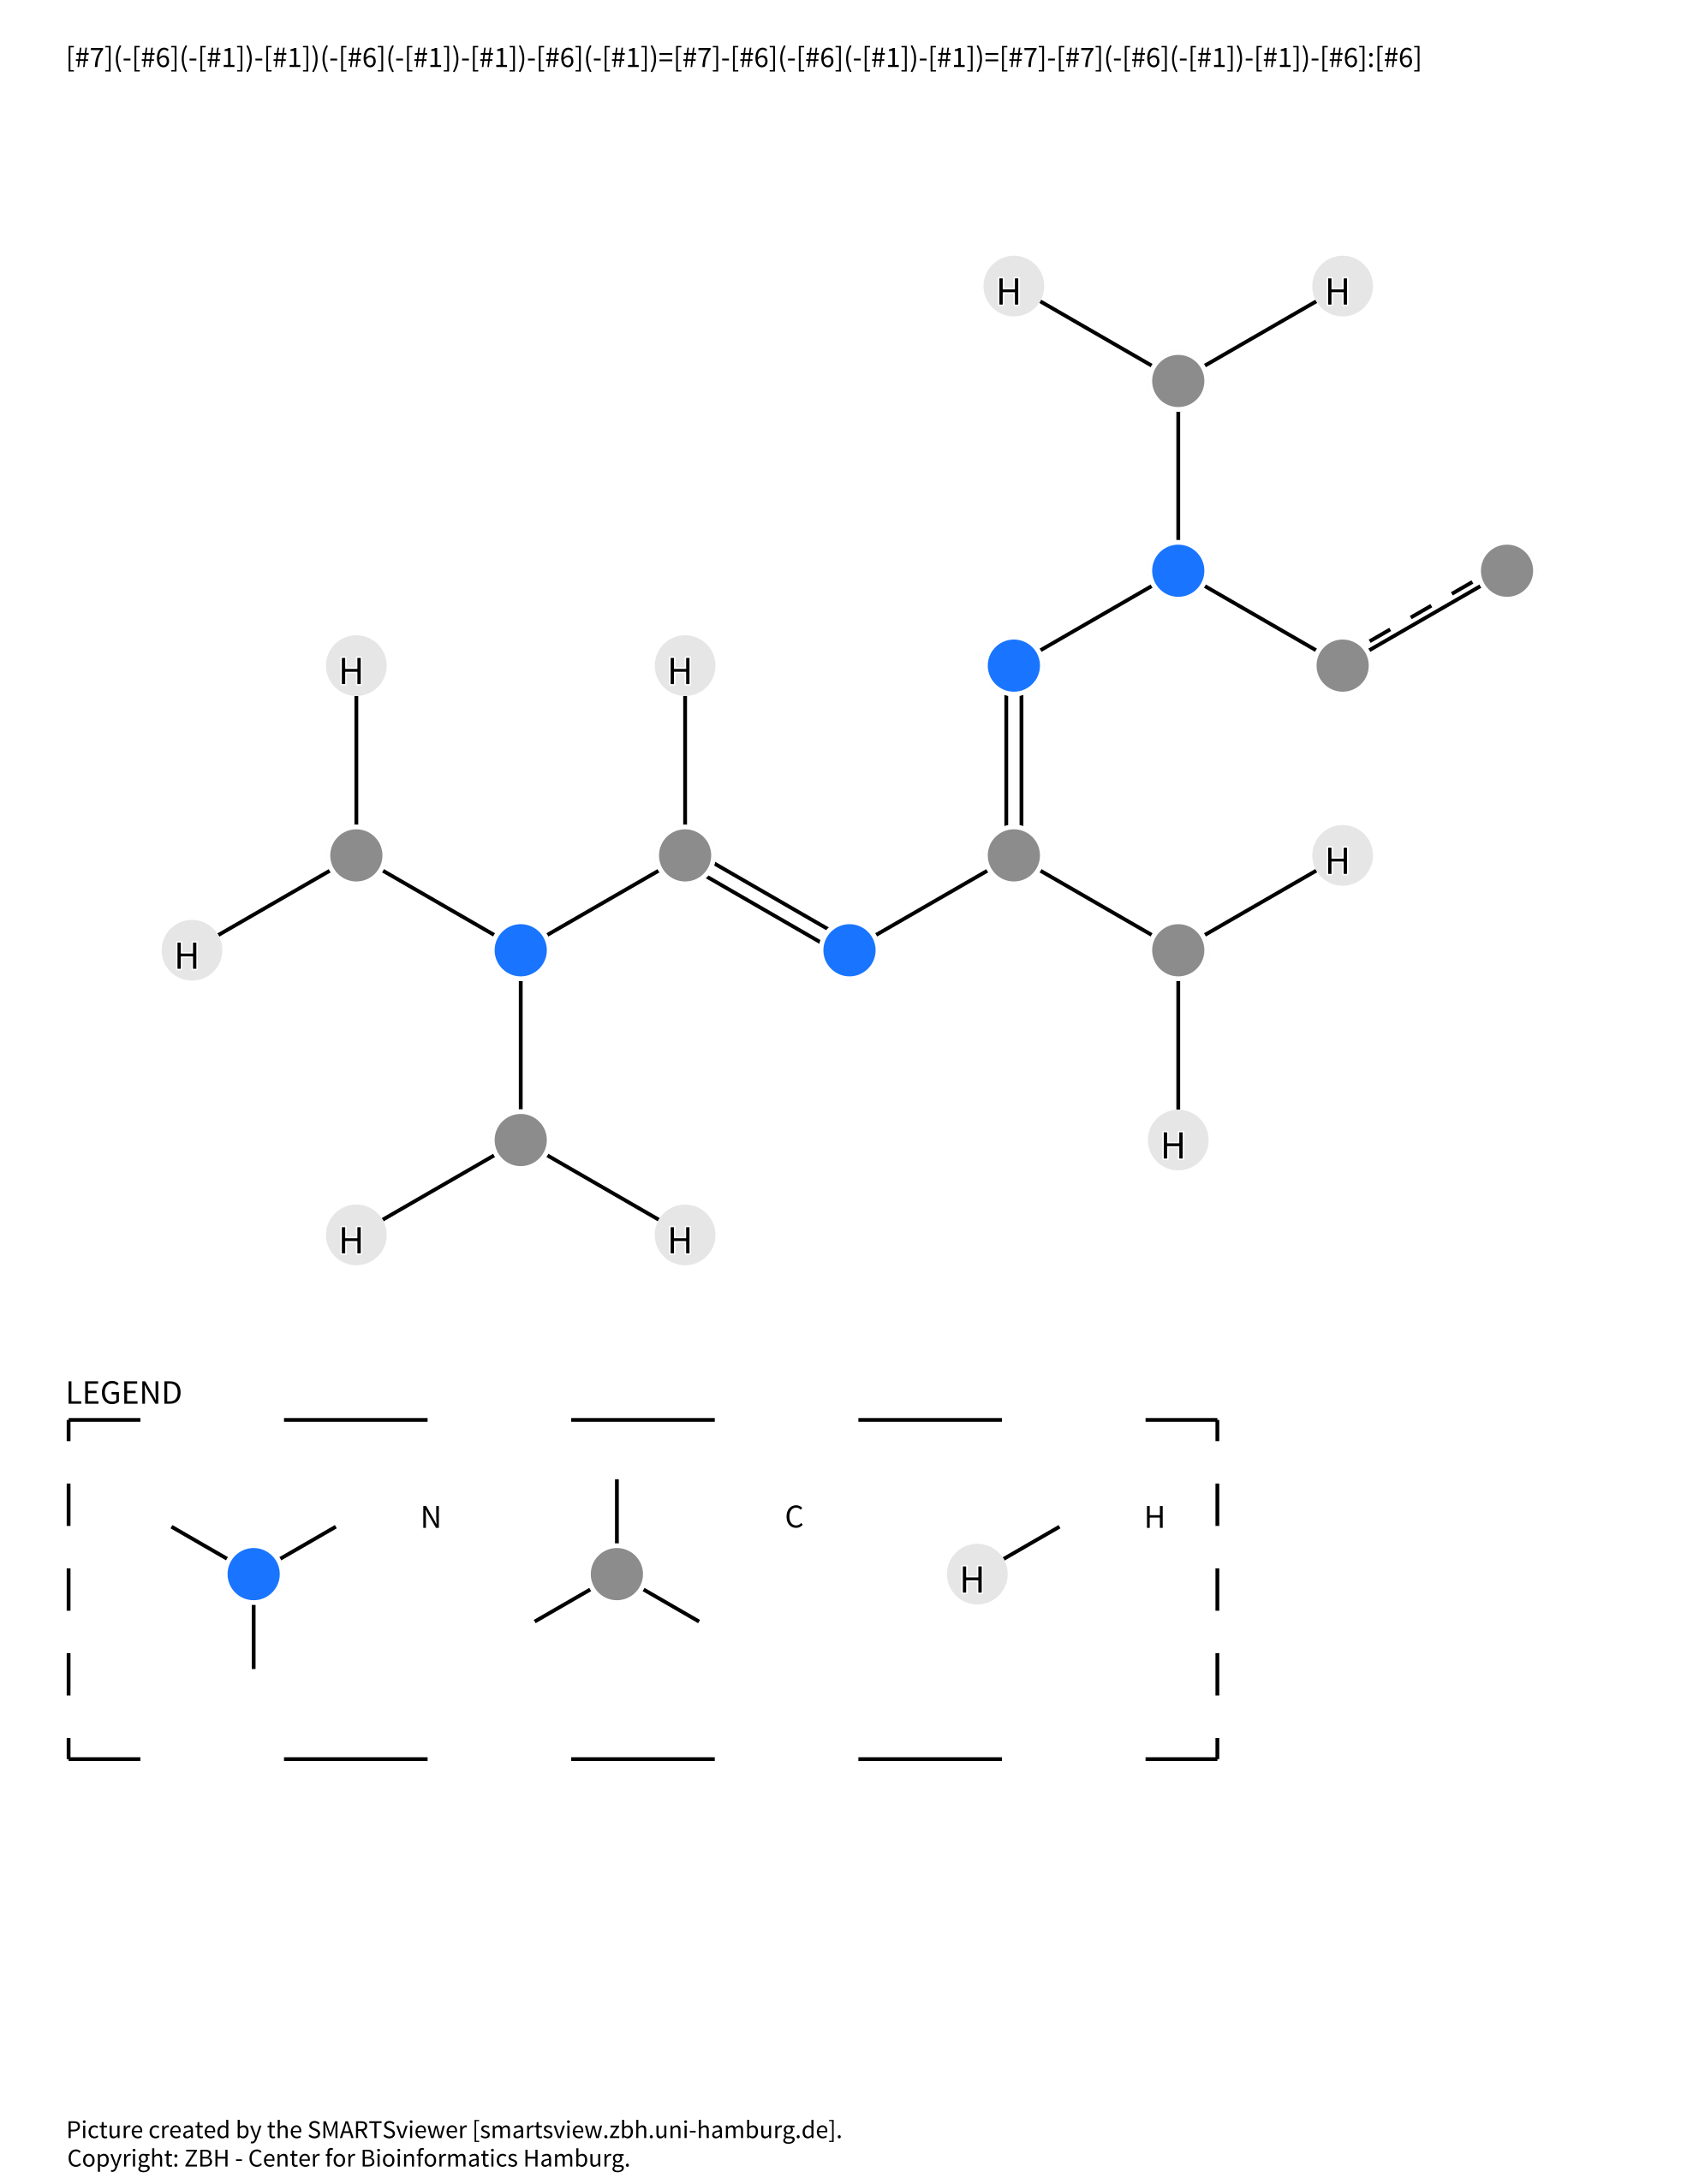 [#7](-[#6](-[#1])-[#1])(-[#6](-[#1])-[#1])-[#6](-[#1])=[#7]-[#6](-[#6](-[#1])-[#1])=[#7]-[#7](-[#6](-[#1])-[#1])-[#6]:[#6]
H H
H H
H
H
H
H H
LEGEND
N C H
H
Picture created by the SMARTSviewer [smartsview.zbh.uni-hamburg.de].
Copyright: ZBH - Center for Bioinformatics Hamburg.